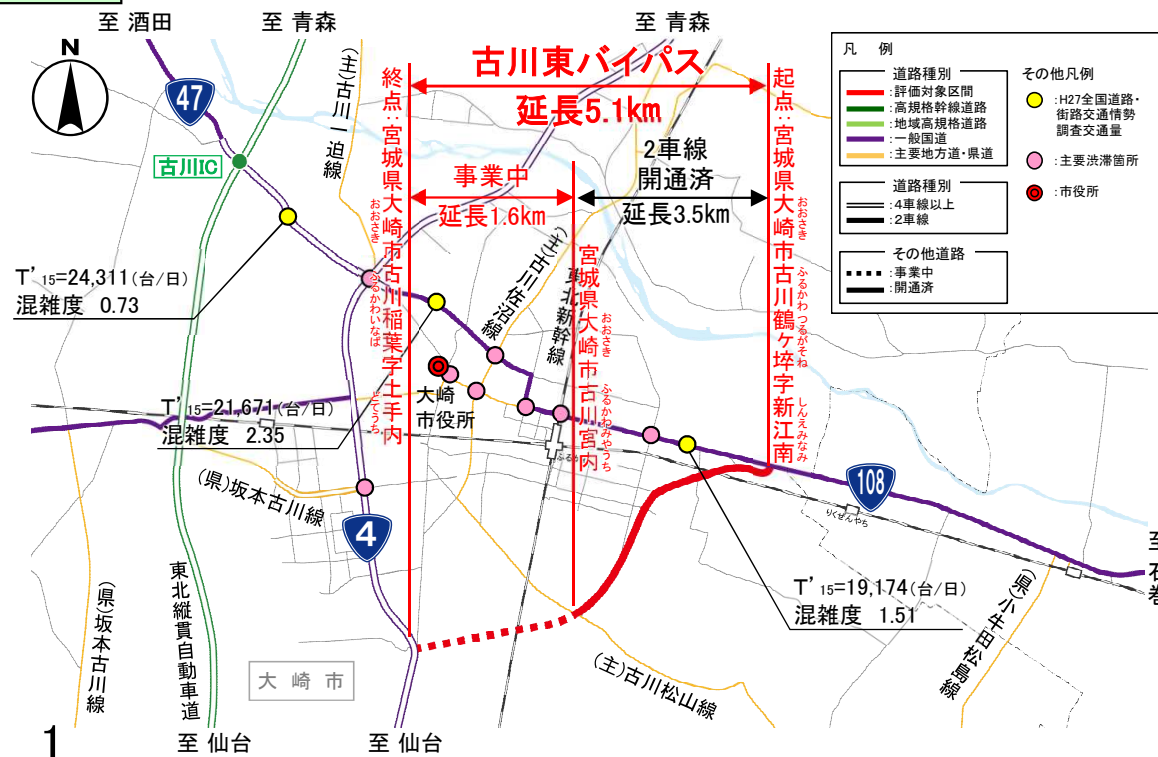 至 酒田
至 青森
至 青森
N
47
古川IC
(主)古川一迫線
古川東バイパス
延長5.1km
事業中
延長1.6km
2車線
開通済
延長3.5km
終点:宮城県大崎市古川稲葉字土手内
おおさき
ふるかわいなば
どてうち
宮城県大崎市古川宮内
おおさき
ふるかわみやうち
起点:宮城県大崎市古川鶴ケ埣字新江南
おおさき
ふるかわつるがそね
しんえみなみ
凡 例
道路種別
:評価対象区間
:高規格幹線道路
:地域高規格道路
:一般国道
:主要地方道・県道
道路種別
:4車線以上
:2車線
その他道路
:事業中
:開通済
その他凡例
:H27全国道路・
街路交通情勢
調査交通量
:主要渋滞箇所
:市役所
T'15=24,311(台/日)
混雑度 0.73
T'15=21,671(台/日)
混雑度 2.35
大崎
市役所
(主)古川佐沼線
東北新幹線
(県)坂本古川線
4
108
りくぜんやち
至 石巻
T'15=19,174(台/日)
混雑度 1.51
(県)坂本古川線
東北縦貫自動車道
大崎市
(主)古川松山線
(県)小牛田松島線
1
至 仙台
至 仙台